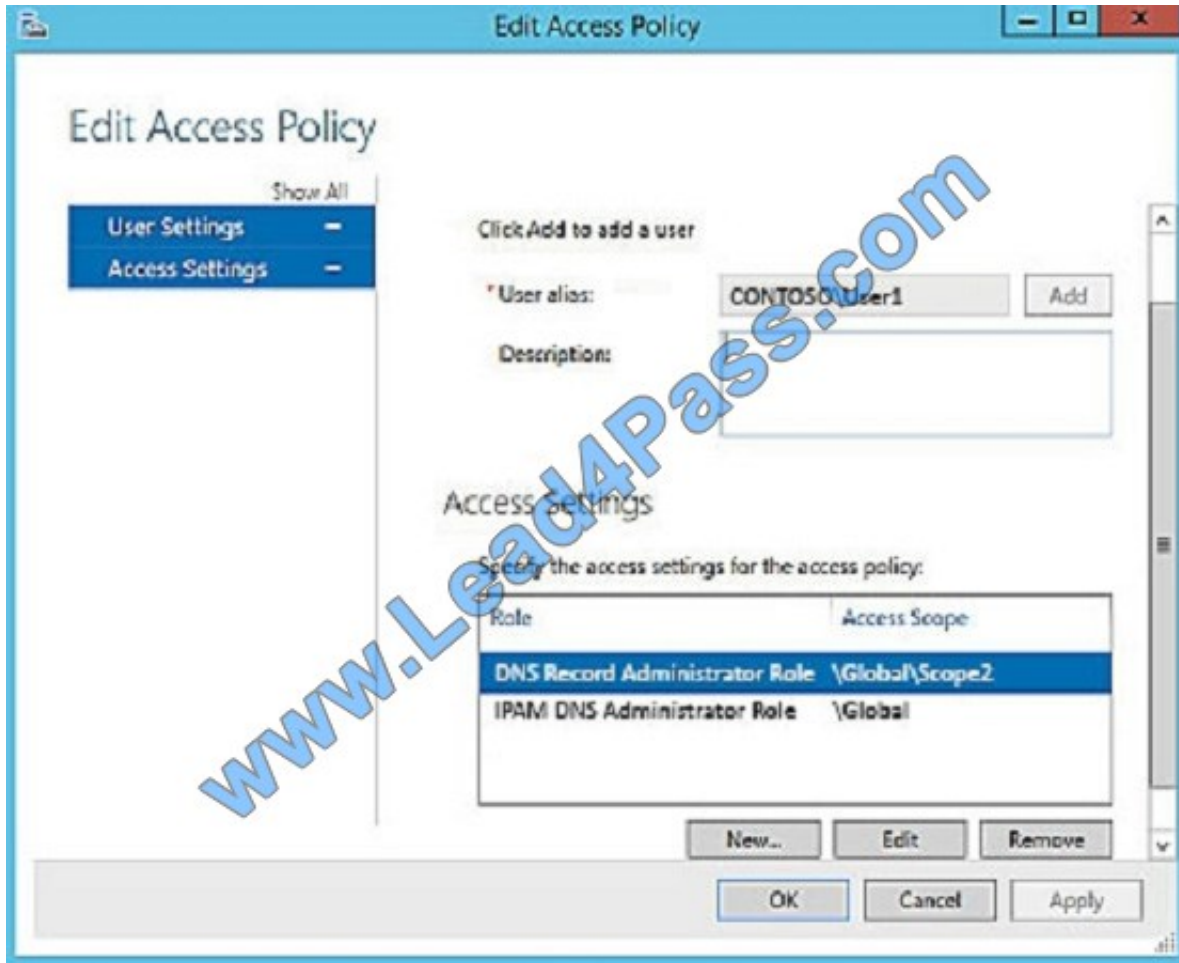 Edit Access Policy
Edit Access Policy
Show All
User Settings
Access Settings
Click Add to add a user
*User alias:
CONTOSO\User1
Add
Description:
Access Settings
Specify the access settings for the access policy:
Role
Access Scope
DNS Record Administrator Role
\Global\Scope2
IPAM DNS Administrator Role
\Global
New...
Edit
Remove
OK
Cancel
Apply
www.Lead4Pass.com